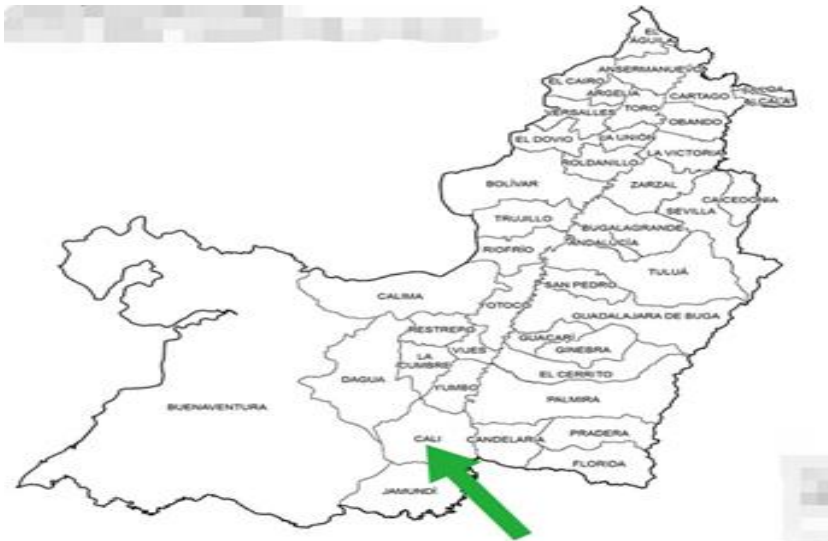 EL
ÁGUILA
ANSERMANUEVO
EL CAIRO
ARGELIA
CARTAGO
ALCALÁ
VERSALLES
TORO
OBANDO
EL DOVIO
LA UNIÓN
LA VICTORIA
ROLDANILLO
BOLÍVAR
ZARZAL
CAICEDONIA
TRUJILLO
SEVILLA
BUGALAGRANDE
RIOFRÍO
ANDALUCÍA
TULUÁ
SAN PEDRO
CALIMA
YOTOCO
GUADALAJARA DE BUGA
RESTREPO
GUACARÍ
VIJES
GINEBRA
LA
CUMBRE
DAGUA
EL CERRITO
YUMBO
BUENAVENTURA
PALMIRA
CALI
CANDELARIA
PRADERA
FLORIDA
JAMUNDÍ